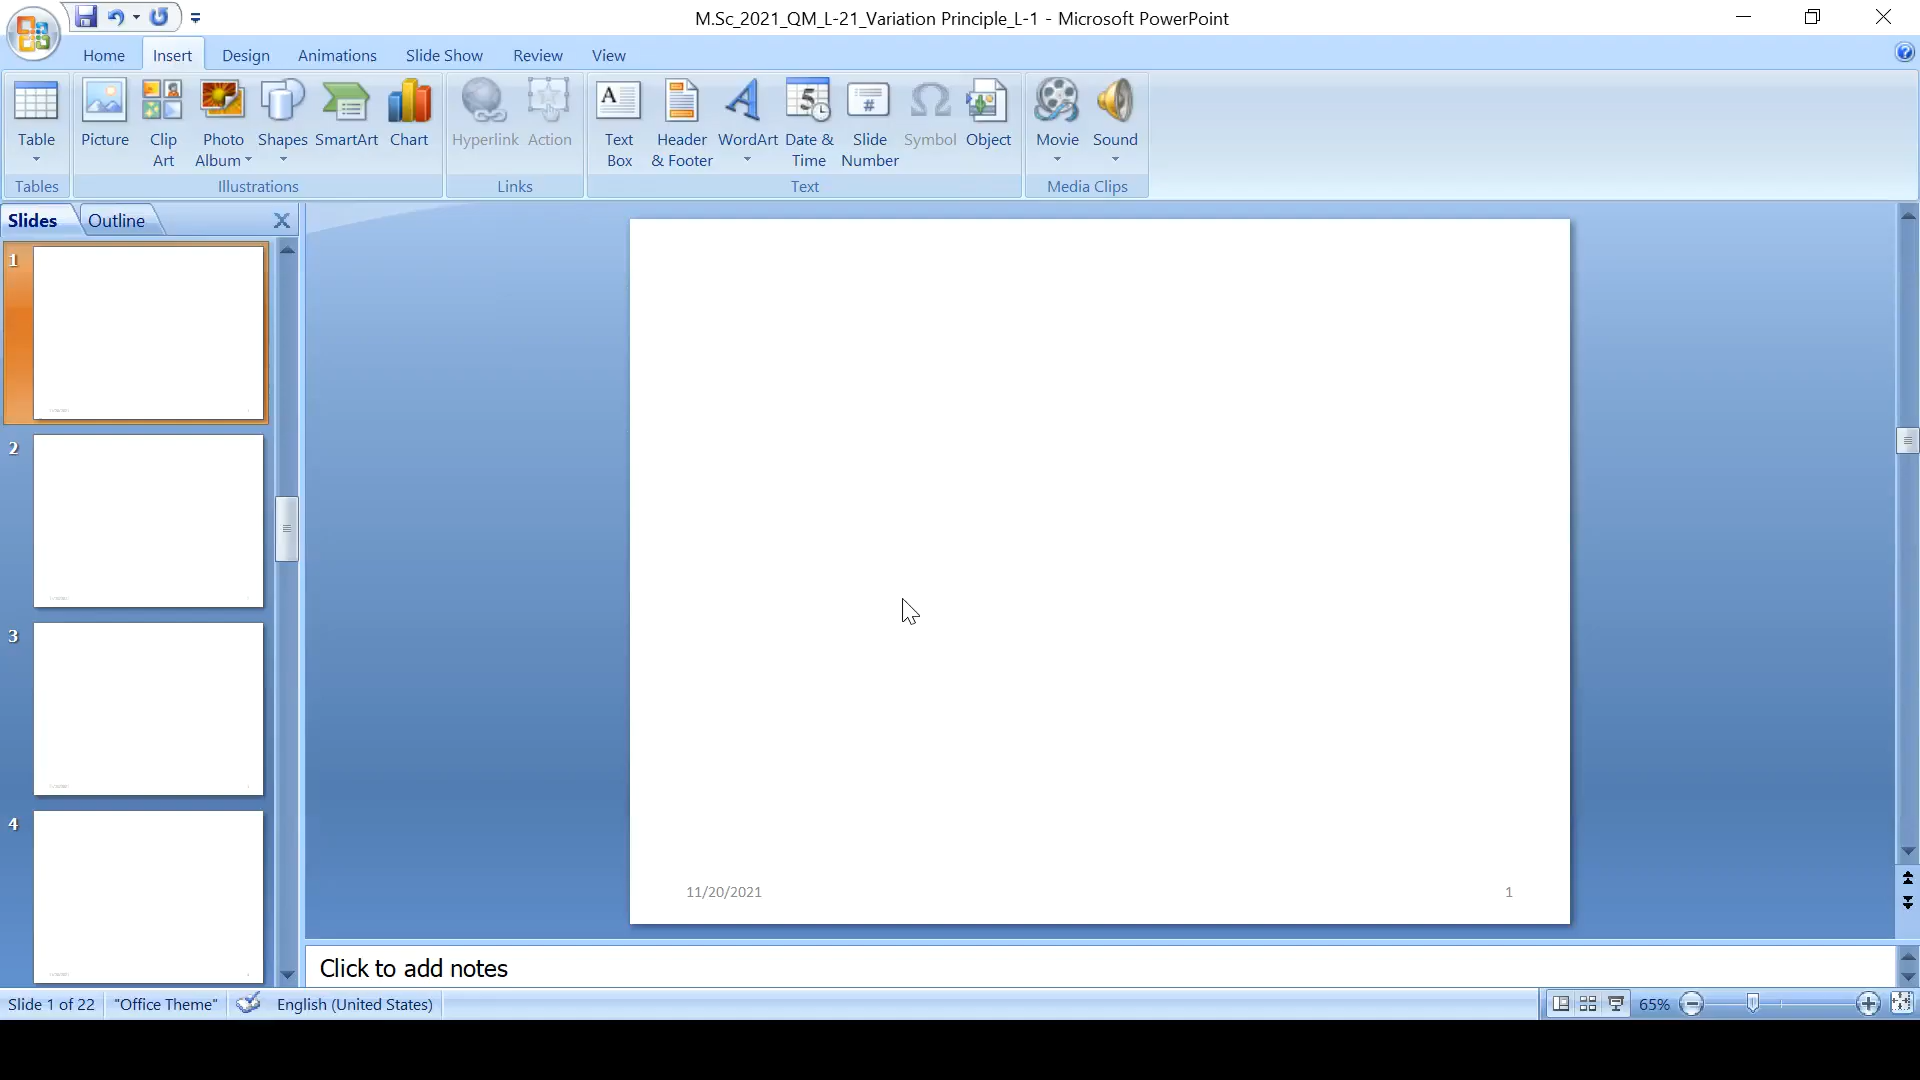 M.Sc_2021_QM_L-21_Variation Principle_L-1 - Microsoft PowerPoint
Home Insert Design Animations Slide Show Review View
Table
Picture
Clip Art
Photo Album
Shapes
SmartArt
Chart
Hyperlink
Action
Text Box
Header & Footer
WordArt
Date & Time
Slide Number
Symbol
Object
Movie
Sound
Tables Illustrations Links Text Media Clips
Slides Outline
1
2
3
4
11/20/2021 1
Click to add notes
Slide 1 of 22 "Office Theme" English (United States) 65%